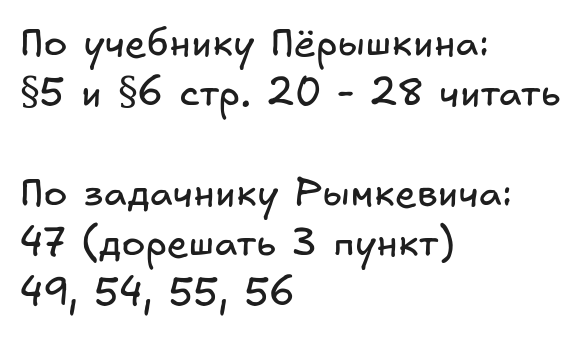 По учебнику Пёрышкина:
§5 и §6 стр. 20 - 28 читать
По задачнику Рымкевича:
47 (дорешать 3 пункт)
49, 54, 55, 56